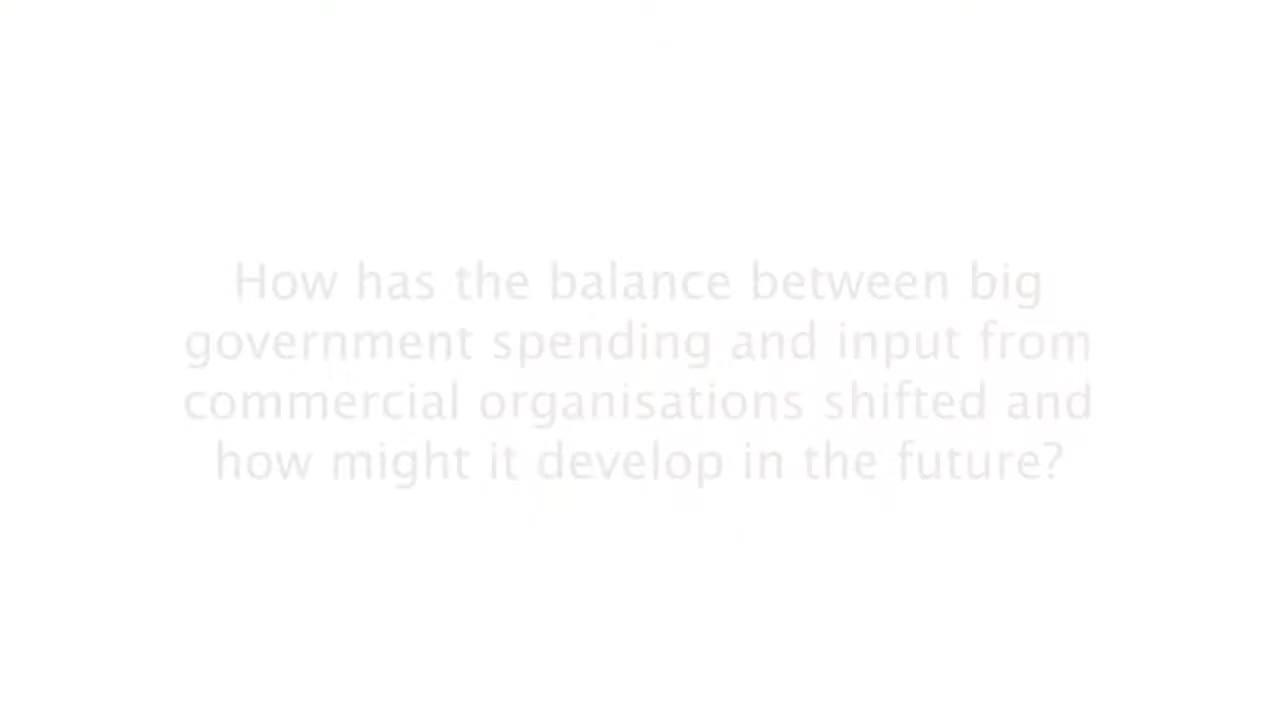 How has the balance between big
government spending and input from
commercial organisations shifted and
how might it develop in the future?